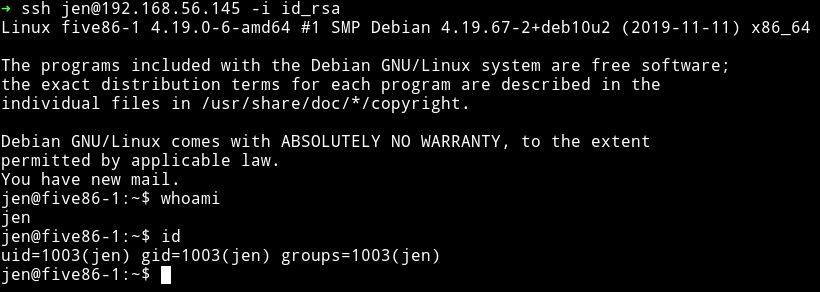 ➜ ssh jen@192.168.56.145 -i id_rsa
Linux five86-1 4.19.0-6-amd64 #1 SMP Debian 4.19.67-2+deb10u2 (2019-11-11) x86_64
The programs included with the Debian GNU/Linux system are free software;
the exact distribution terms for each program are described in the
individual files in /usr/share/doc/*/copyright.
Debian GNU/Linux comes with ABSOLUTELY NO WARRANTY, to the extent
permitted by applicable law.
You have new mail.
jen@five86-1:~$ whoami
jen
jen@five86-1:~$ id
uid=1003(jen) gid=1003(jen) groups=1003(jen)
jen@five86-1:~$